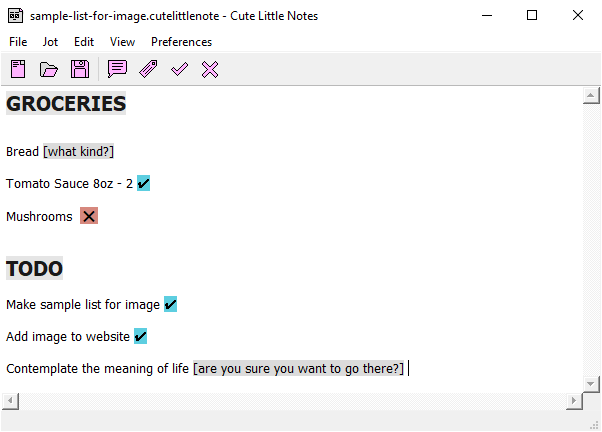 sample-list-for-image.cutelittlenote - Cute Little Notes
File Jot Edit View Preferences
GROCERIES
Bread [what kind?]
Tomato Sauce 8oz - 2 ✔
Mushrooms ✕
TODO
Make sample list for image ✔
Add image to website ✔
Contemplate the meaning of life [are you sure you want to go there?]